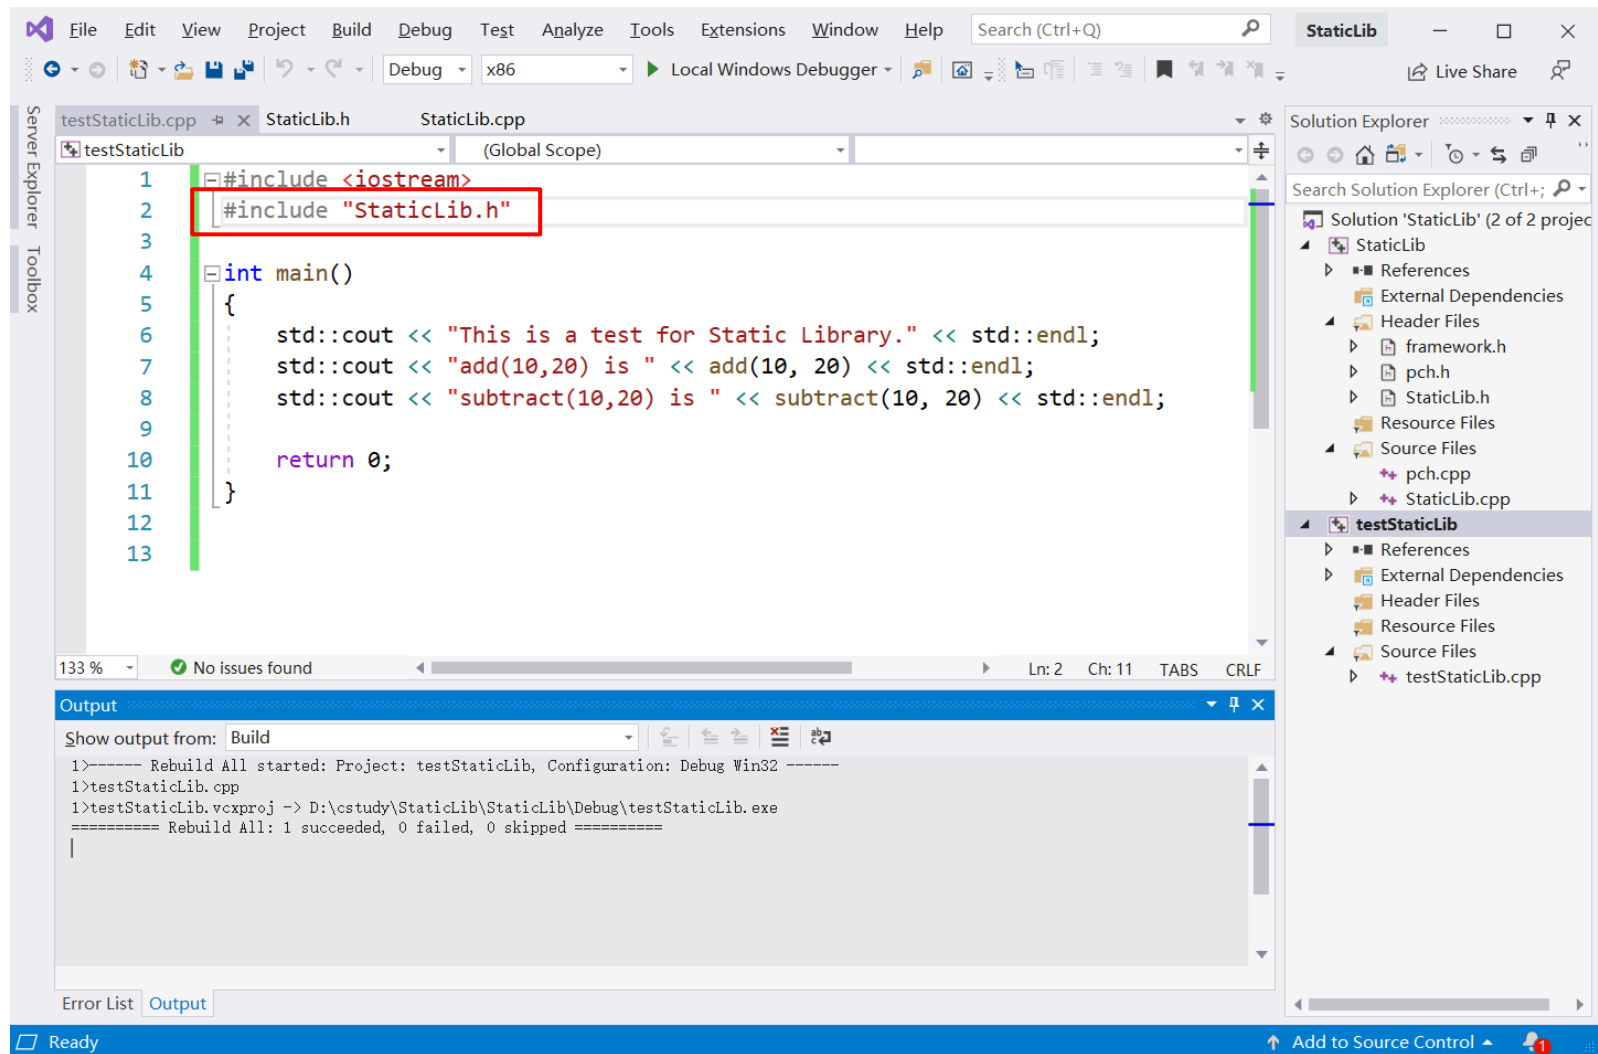 File Edit View Project Build Debug Test Analyze Tools Extensions Window Help Search (Ctrl+Q) StaticLib
Debug x86 Local Windows Debugger Live Share
Server Explorer
Toolbox
testStaticLib.cpp StaticLib.h StaticLib.cpp
testStaticLib (Global Scope)
1 #include <iostream>
2 #include "StaticLib.h"
3
4 int main()
5 {
6 std::cout << "This is a test for Static Library." << std::endl;
7 std::cout << "add(10,20) is " << add(10, 20) << std::endl;
8 std::cout << "subtract(10,20) is " << subtract(10, 20) << std::endl;
9
10 return 0;
11 }
12
13
133 % No issues found Ln: 2 Ch: 11 TABS CRLF
Output
Show output from: Build
1>------ Rebuild All started: Project: testStaticLib, Configuration: Debug Win32 ------
1>testStaticLib.cpp
1>testStaticLib.vcxproj -> D:\cstudy\StaticLib\StaticLib\Debug\testStaticLib.exe
========== Rebuild All: 1 succeeded, 0 failed, 0 skipped ==========
Error List Output
Solution Explorer
Search Solution Explorer (Ctrl+;
Solution 'StaticLib' (2 of 2 projec
StaticLib
References
External Dependencies
Header Files
framework.h
pch.h
StaticLib.h
Resource Files
Source Files
pch.cpp
StaticLib.cpp
testStaticLib
References
External Dependencies
Header Files
Resource Files
Source Files
testStaticLib.cpp
Ready Add to Source Control 1